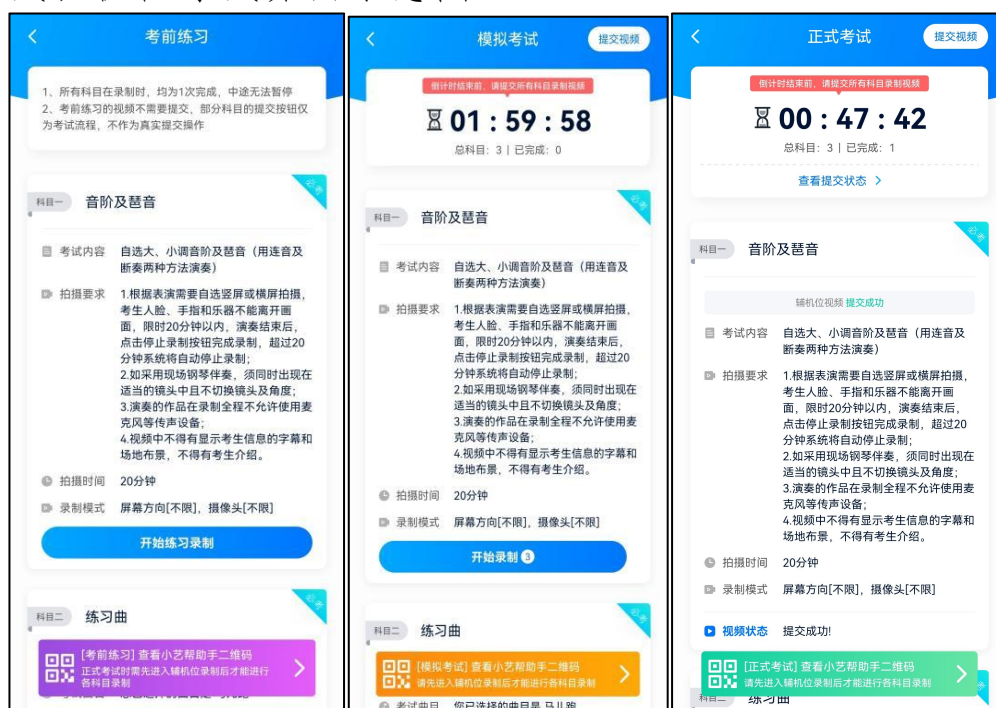 考前练习
1、所有科目在录制时，均为1次完成，中途无法暂停
2、考前练习的视频不需要提交，部分科目的提交按钮仅
为考试流程，不作为真实提交操作
必考
科目一 音阶及琶音
考试内容 自选大、小调音阶及琶音（用连音及
断奏两种方法演奏）
拍摄要求 1.根据表演需要自选竖屏或横屏拍摄，
考生人脸、手指和乐器不能离开画
面，限时20分钟以内，演奏结束后，
点击停止录制按钮完成录制，超过20
分钟系统将自动停止录制;
2.如采用现场钢琴伴奏，须同时出现在
适当的镜头中且不切换镜头及角度;
3.演奏的作品在录制全程不允许使用麦
克风等传声设备;
4.视频中不得有显示考生信息的字幕和
场地布景，不得有考生介绍。
拍摄时间 20分钟
录制模式 屏幕方向[不限]，摄像头[不限]
开始练习录制
必考
科目二 练习曲
[考前练习] 查看小艺帮助手二维码
正式考试时需先进入辅机位录制后才能进行
各科目录制
模拟考试 提交视频
倒计时结束前，请提交所有科目录制视频
01 : 59 : 58
总科目：3 | 已完成：0
必考
科目一 音阶及琶音
考试内容 自选大、小调音阶及琶音（用连音及
断奏两种方法演奏）
拍摄要求 1.根据表演需要自选竖屏或横屏拍摄，
考生人脸、手指和乐器不能离开画
面，限时20分钟以内，演奏结束后，
点击停止录制按钮完成录制，超过20
分钟系统将自动停止录制;
2.如采用现场钢琴伴奏，须同时出现在
适当的镜头中且不切换镜头及角度;
3.演奏的作品在录制全程不允许使用麦
克风等传声设备;
4.视频中不得有显示考生信息的字幕和
场地布景，不得有考生介绍。
拍摄时间 20分钟
录制模式 屏幕方向[不限]，摄像头[不限]
开始录制 3
必考
科目二 练习曲
[模拟考试] 查看小艺帮助手二维码
请先进入辅机位录制后才能进行各科目录制
考试曲目 您已选择的曲目是 马儿跑
正式考试 提交视频
倒计时结束前，请提交所有科目录制视频
00 : 47 : 42
总科目：3 | 已完成：1
查看提交状态
必考
科目一 音阶及琶音
辅机位视频 提交成功
考试内容 自选大、小调音阶及琶音（用连音及
断奏两种方法演奏）
拍摄要求 1.根据表演需要自选竖屏或横屏拍摄，
考生人脸、手指和乐器不能离开画
面，限时20分钟以内，演奏结束后，
点击停止录制按钮完成录制，超过20
分钟系统将自动停止录制;
2.如采用现场钢琴伴奏，须同时出现在
适当的镜头中且不切换镜头及角度;
3.演奏的作品在录制全程不允许使用麦
克风等传声设备;
4.视频中不得有显示考生信息的字幕和
场地布景，不得有考生介绍。
拍摄时间 20分钟
录制模式 屏幕方向[不限]，摄像头[不限]
视频状态 提交成功!
[正式考试] 查看小艺帮助手二维码
请先进入辅机位录制后才能进行各科目录制
科目二 练习曲